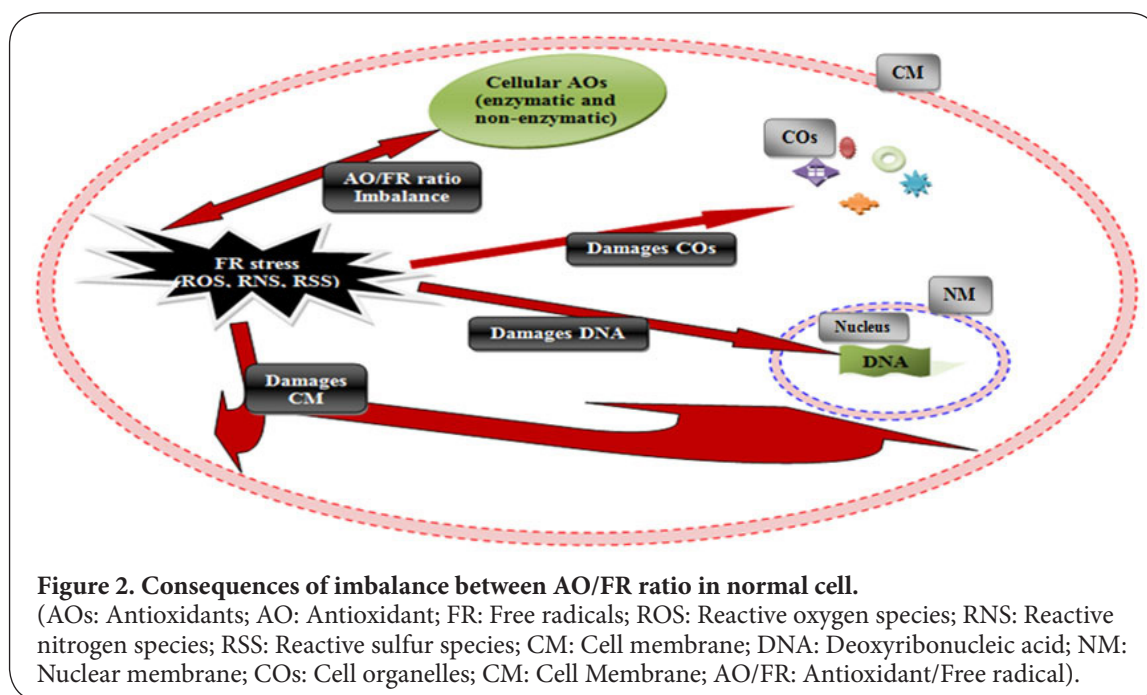 Cellular AOs
(enzymatic and
non-enzymatic)
CM
COs
AO/FR ratio
Imbalance
Damages COs
FR stress
(ROS, RNS, RSS)
NM
Nucleus
Damages DNA
DNA
Damages
CM
Figure 2. Consequences of imbalance between AO/FR ratio in normal cell.
(AOs: Antioxidants; AO: Antioxidant; FR: Free radicals; ROS: Reactive oxygen species; RNS: Reactive
nitrogen species; RSS: Reactive sulfur species; CM: Cell membrane; DNA: Deoxyribonucleic acid; NM:
Nuclear membrane; COs: Cell organelles; CM: Cell Membrane; AO/FR: Antioxidant/Free radical).